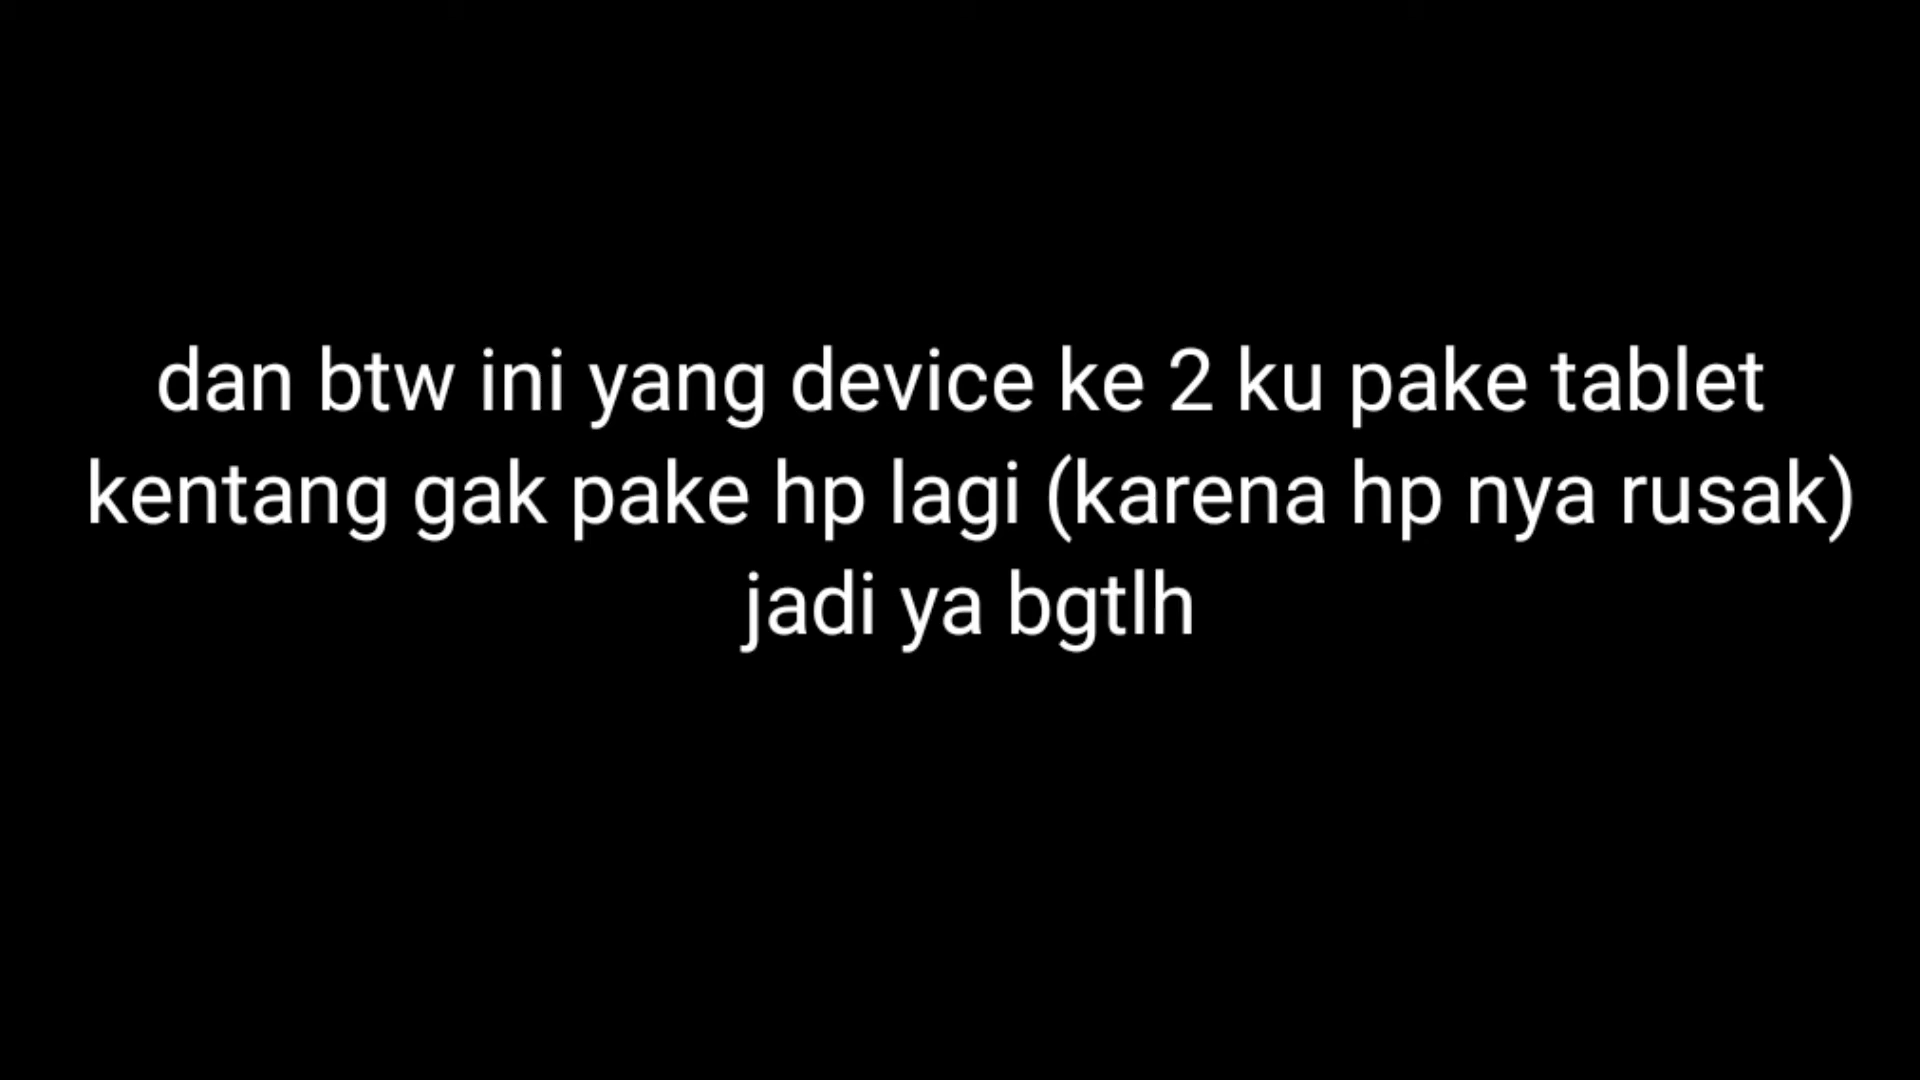 dan btw ini yang device ke 2 ku pake tablet
kentang gak pake hp lagi (karena hp nya rusak)
jadi ya bgtlh